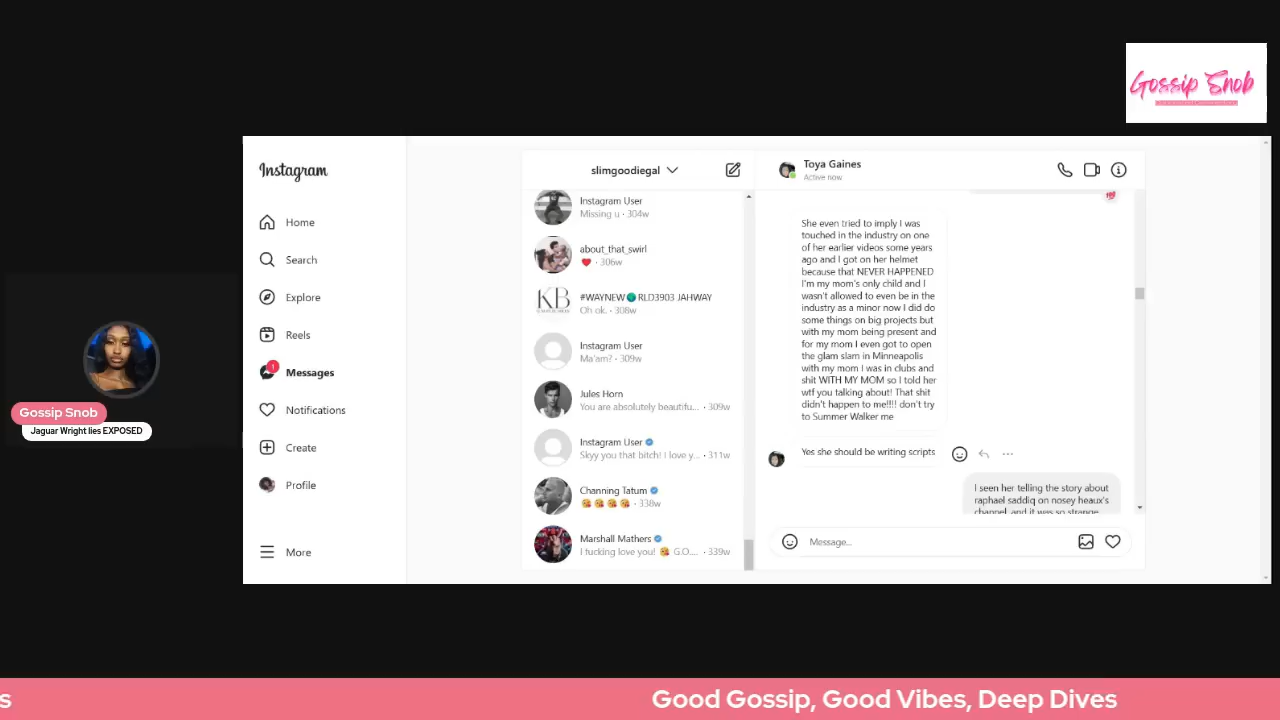 Gossip Snob
Instagram
Home
Search
Explore
Reels
1
Messages
Notifications
Create
Profile
More
slimgoodiegal
Instagram User
Missing u · 304w
about_that_swirl
❤️ · 306w
#WAYNEW RLD3903 JAHWAY
Oh ok. · 308w
Instagram User
Ma'am? · 309w
Jules Horn
You are absolutely beautifu... · 309w
Instagram User
Skyy you that bitch! I love y... · 311w
Channing Tatum
😘 😘 😘 😘 · 338w
Marshall Mathers
I fucking love you! 😘 G.O.... · 339w
Toya Gaines
Active now
💯
She even tried to imply I was
touched in the industry on one
of her earlier videos some years
ago and I got on her helmet
because that NEVER HAPPENED
I'm my mom's only child and I
wasn't allowed to even be in the
industry as a minor now I did do
some things on big projects but
with my mom being present and
for my mom I even got to open
the glam slam in Minneapolis
with my mom I was in clubs and
shit WITH MY MOM so I told her
wtf you talking about! That shit
didn't happen to me!!!! don't try
to Summer Walker me
Yes she should be writing scripts
I seen her telling the story about
raphael saddiq on nosey heaux's
channel, and it was so strange
Message...
Gossip Snob
Jaguar Wright lies EXPOSED
s
Good Gossip, Good Vibes, Deep Dives